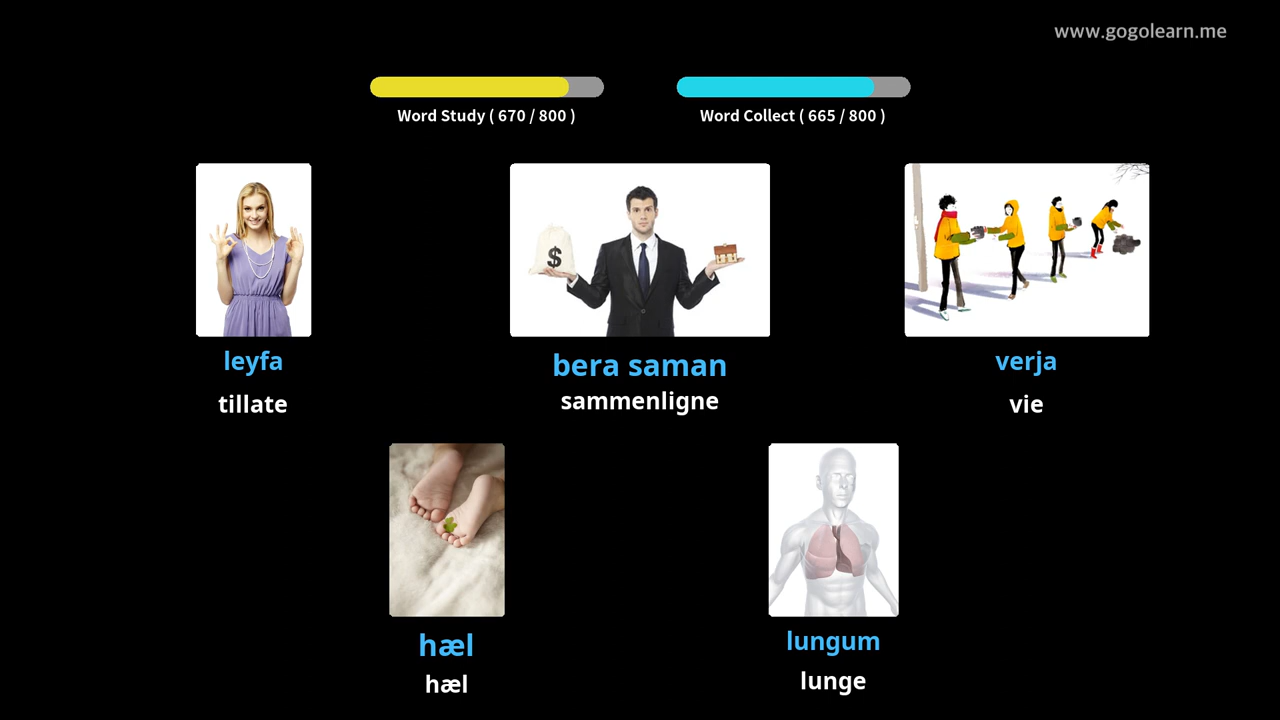 www.gogolearn.me
Word Study ( 670 / 800 )
Word Collect ( 665 / 800 )
leyfa
tillate
bera saman
sammenligne
verja
vie
hæl
hæl
lungum
lunge
$